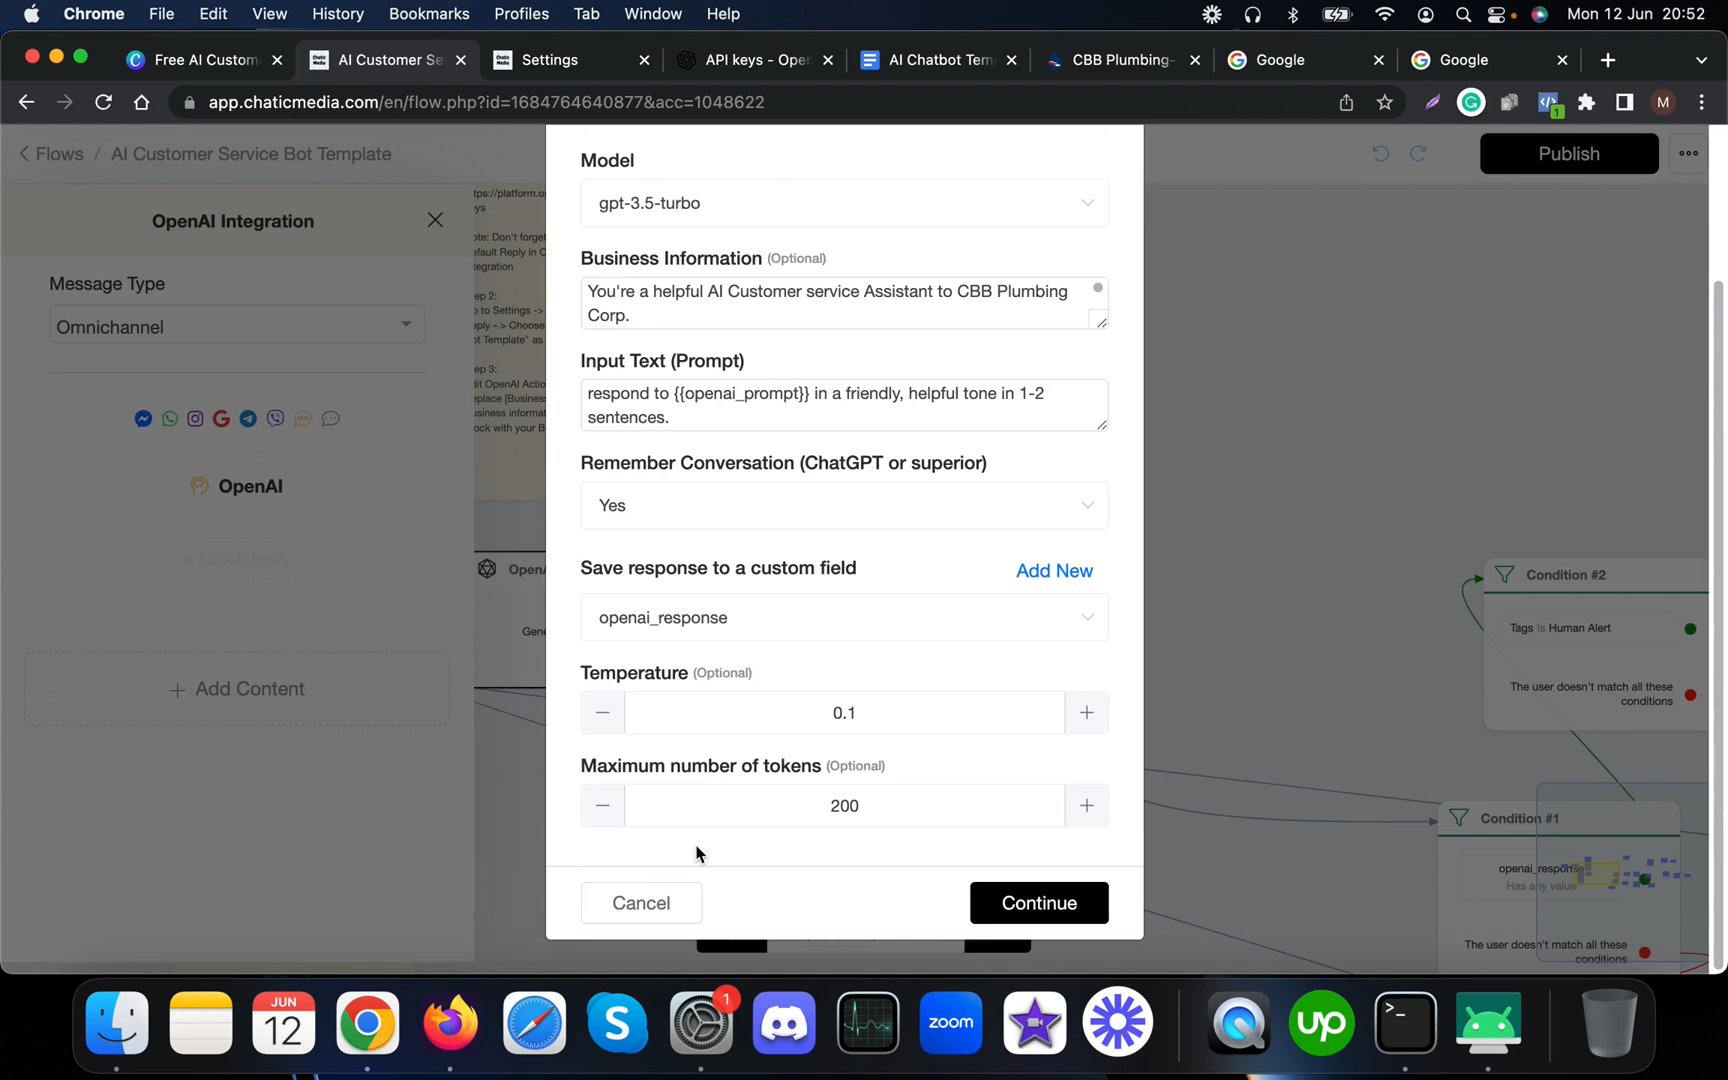 Chrome File Edit View History Bookmarks Profiles Tab Window Help Mon 12 Jun 20:52
Free AI Custom AI Customer Se Settings API keys - Open AI Chatbot Tem CBB Plumbing- Google Google
app.chaticmedia.com/en/flow.php?id=1684764640877&acc=1048622 1 M
Flows / AI Customer Service Bot Template Publish
OpenAI Integration
Message Type
Omnichannel
OpenAI
+ Quick reply
+ Add Content
Model
gpt-3.5-turbo
Business Information (Optional)
You're a helpful AI Customer service Assistant to CBB Plumbing
Corp.
Input Text (Prompt)
respond to {{openai_prompt}} in a friendly, helpful tone in 1-2
sentences.
Remember Conversation (ChatGPT or superior)
Yes
Save response to a custom field Add New
openai_response
Temperature (Optional)
0.1
Maximum number of tokens (Optional)
200
Cancel Continue
Condition #2
Tags Is Human Alert
The user doesn't match all these
conditions
Condition #1
openai_response
Has any value
The user doesn't match all these
conditions
JUN
12
1
zoom
up